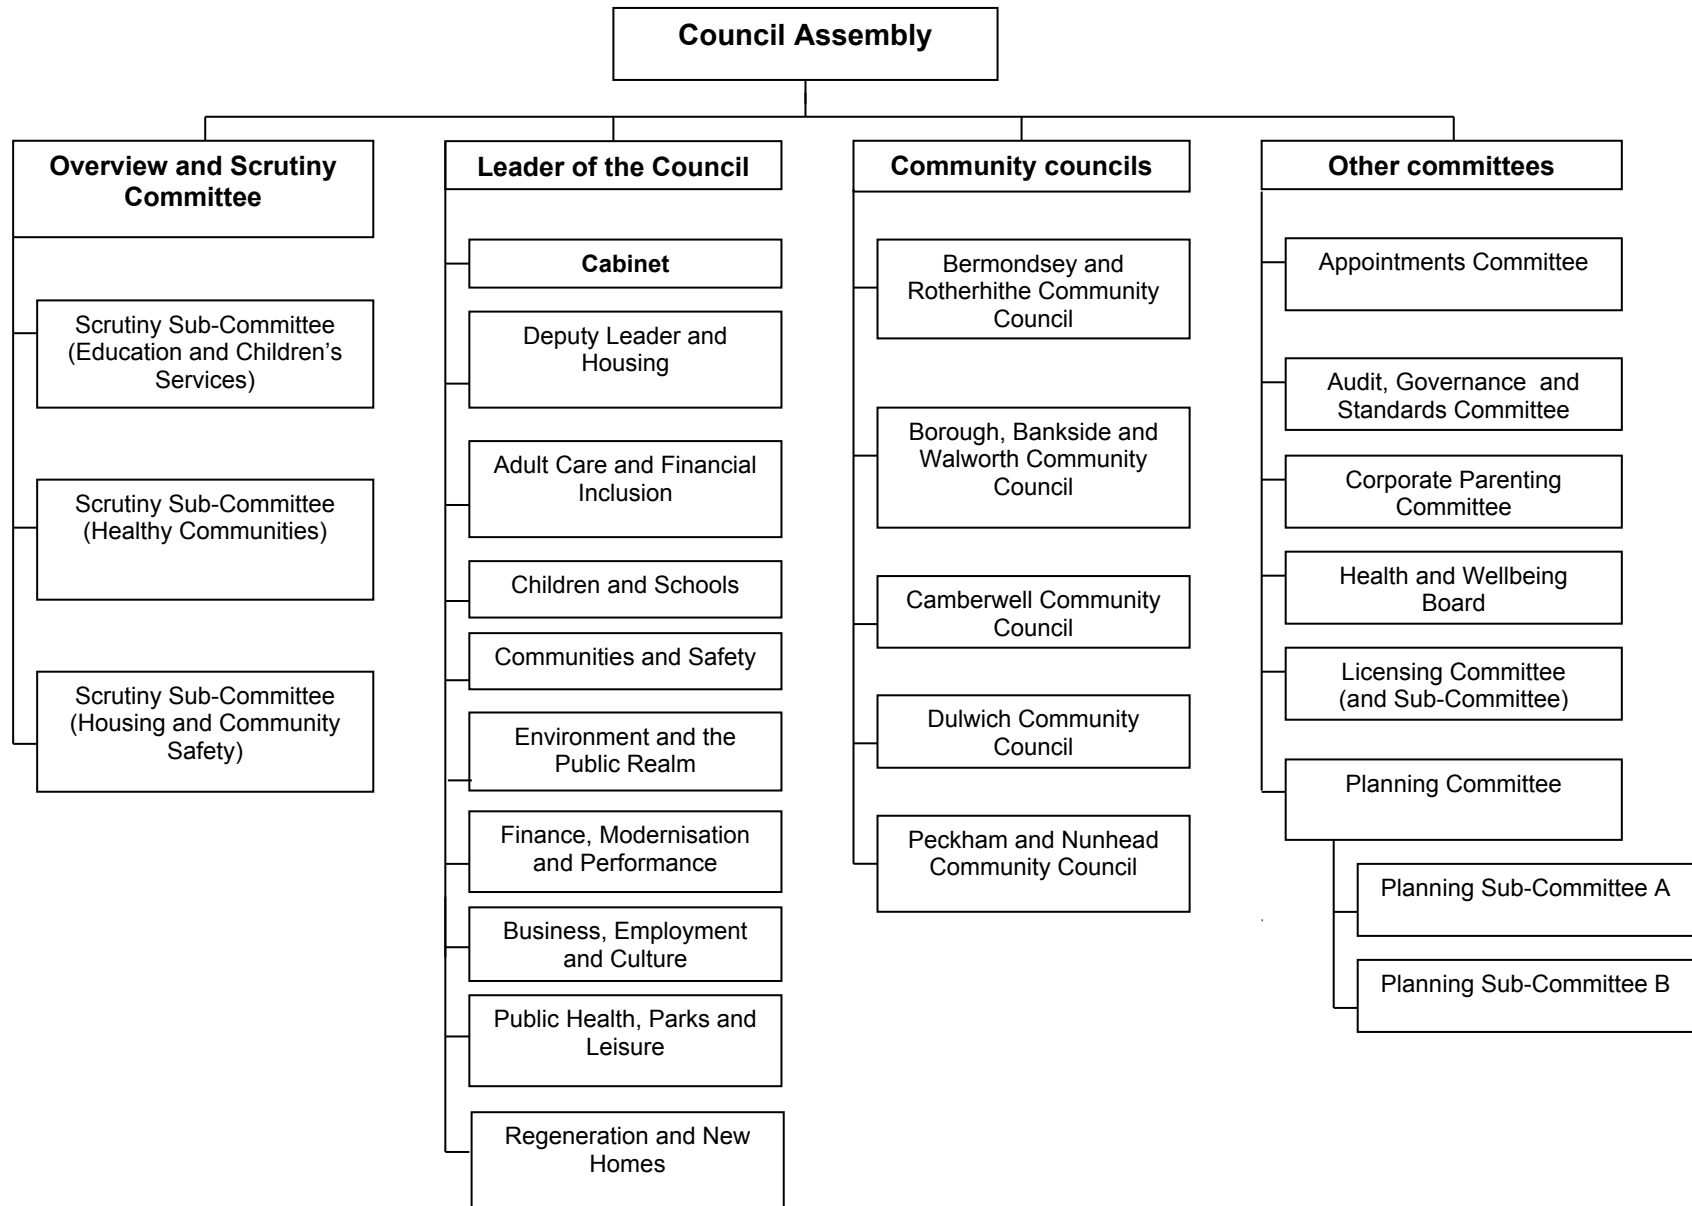 Council Assembly
Overview and Scrutiny
Committee
Scrutiny Sub-Committee
(Education and Children’s
Services)
Scrutiny Sub-Committee
(Healthy Communities)
Scrutiny Sub-Committee
(Housing and Community
Safety)
Leader of the Council
Cabinet
Deputy Leader and
Housing
Adult Care and Financial
Inclusion
Children and Schools
Communities and Safety
Environment and the
Public Realm
Finance, Modernisation
and Performance
Business, Employment
and Culture
Public Health, Parks and
Leisure
Regeneration and New
Homes
Community councils
Bermondsey and
Rotherhithe Community
Council
Borough, Bankside and
Walworth Community
Council
Camberwell Community
Council
Dulwich Community
Council
Peckham and Nunhead
Community Council
Other committees
Appointments Committee
Audit, Governance  and
Standards Committee
Corporate Parenting
Committee
Health and Wellbeing
Board
Licensing Committee
(and Sub-Committee)
Planning Committee
Planning Sub-Committee A
Planning Sub-Committee B